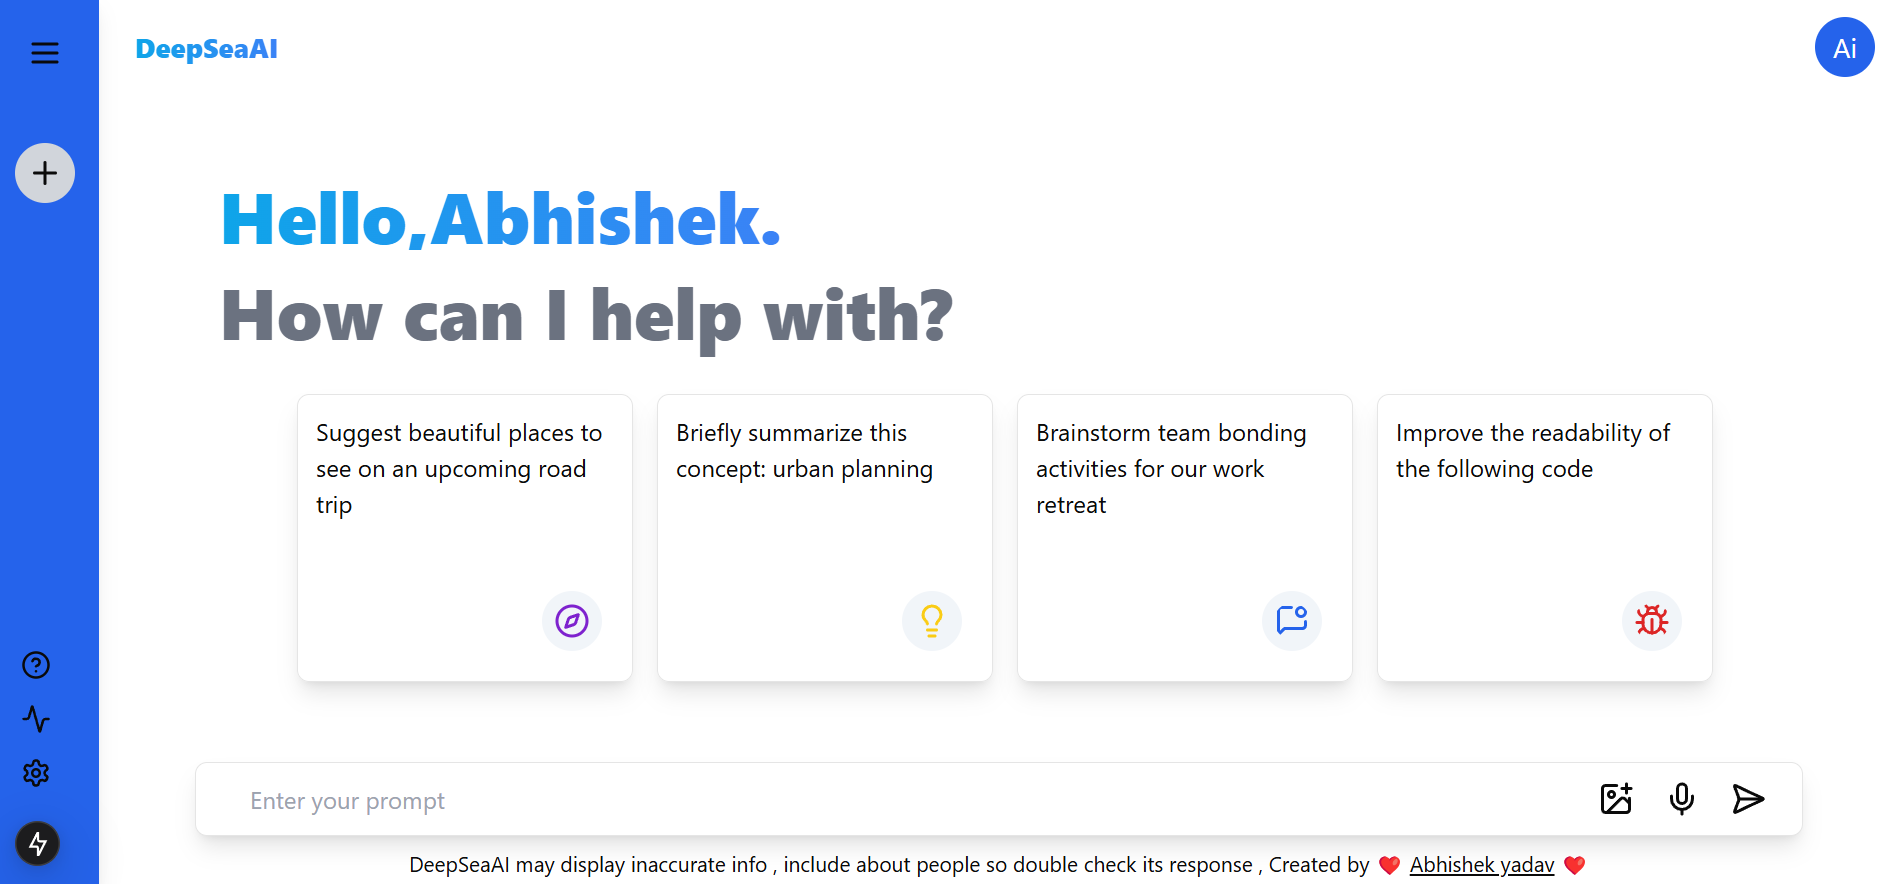 DeepSeaAI
Ai
Hello,Abhishek.
How can I help with?
Suggest beautiful places to
see on an upcoming road
trip
Briefly summarize this
concept: urban planning
Brainstorm team bonding
activities for our work
retreat
Improve the readability of
the following code
Enter your prompt
DeepSeaAI may display inaccurate info , include about people so double check its response , Created by ❤️ Abhishek yadav ❤️